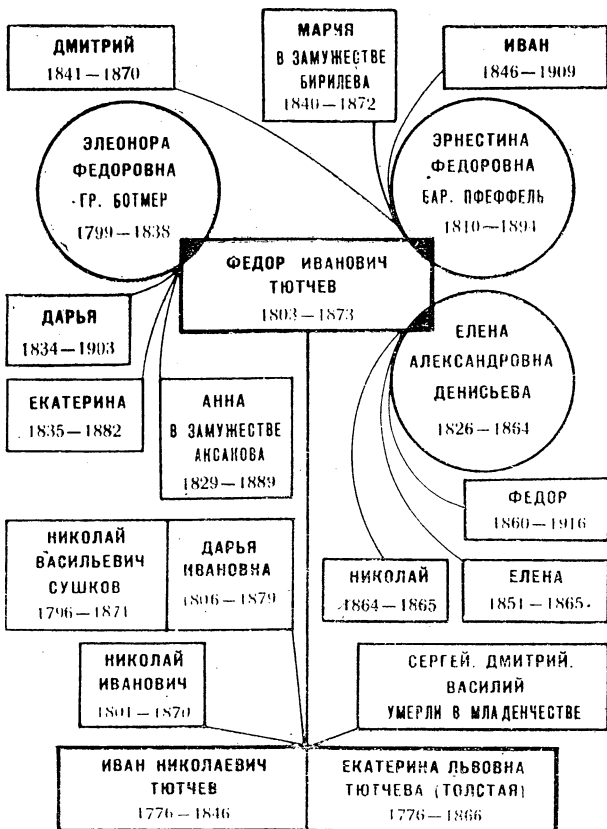 ДМИТРИЙ
1841—1870
МАРИЯ
В ЗАМУЖЕСТВЕ
БИРИЛЕВА
1840—1872
ИВАН
1846—1909
ЭЛЕОНОРА
ФЕДОРОВНА
ГР. БОТМЕР
1799—1838
ЭРНЕСТИНА
ФЕДОРОВНА
БАР. ПФЕФФЕЛЬ
1810—1894
ФЕДОР ИВАНОВИЧ
ТЮТЧЕВ
1803—1873
ДАРЬЯ
1834—1903
ЕКАТЕРИНА
1835—1882
АННА
В ЗАМУЖЕСТВЕ
АКСАКОВА
1829—1889
ЕЛЕНА
АЛЕКСАНДРОВНА
ДЕНИСЬЕВА
1826—1864
ФЕДОР
1860—1916
НИКОЛАЙ
1864—1865
ЕЛЕНА
1851—1865.
НИКОЛАЙ
ВАСИЛЬЕВИЧ
СУШКОВ
1796—1871
ДАРЬЯ
ИВАНОВНА
1806—1879
НИКОЛАЙ
ИВАНОВИЧ
1801—1870
СЕРГЕЙ, ДМИТРИЙ,
ВАСИЛИЙ
УМЕРЛИ В МЛАДЕНЧЕСТВЕ
ИВАН НИКОЛАЕВИЧ
ТЮТЧЕВ
1776—1846
ЕКАТЕРИНА ЛЬВОВНА
ТЮТЧЕВА (ТОЛСТАЯ)
1776—1866